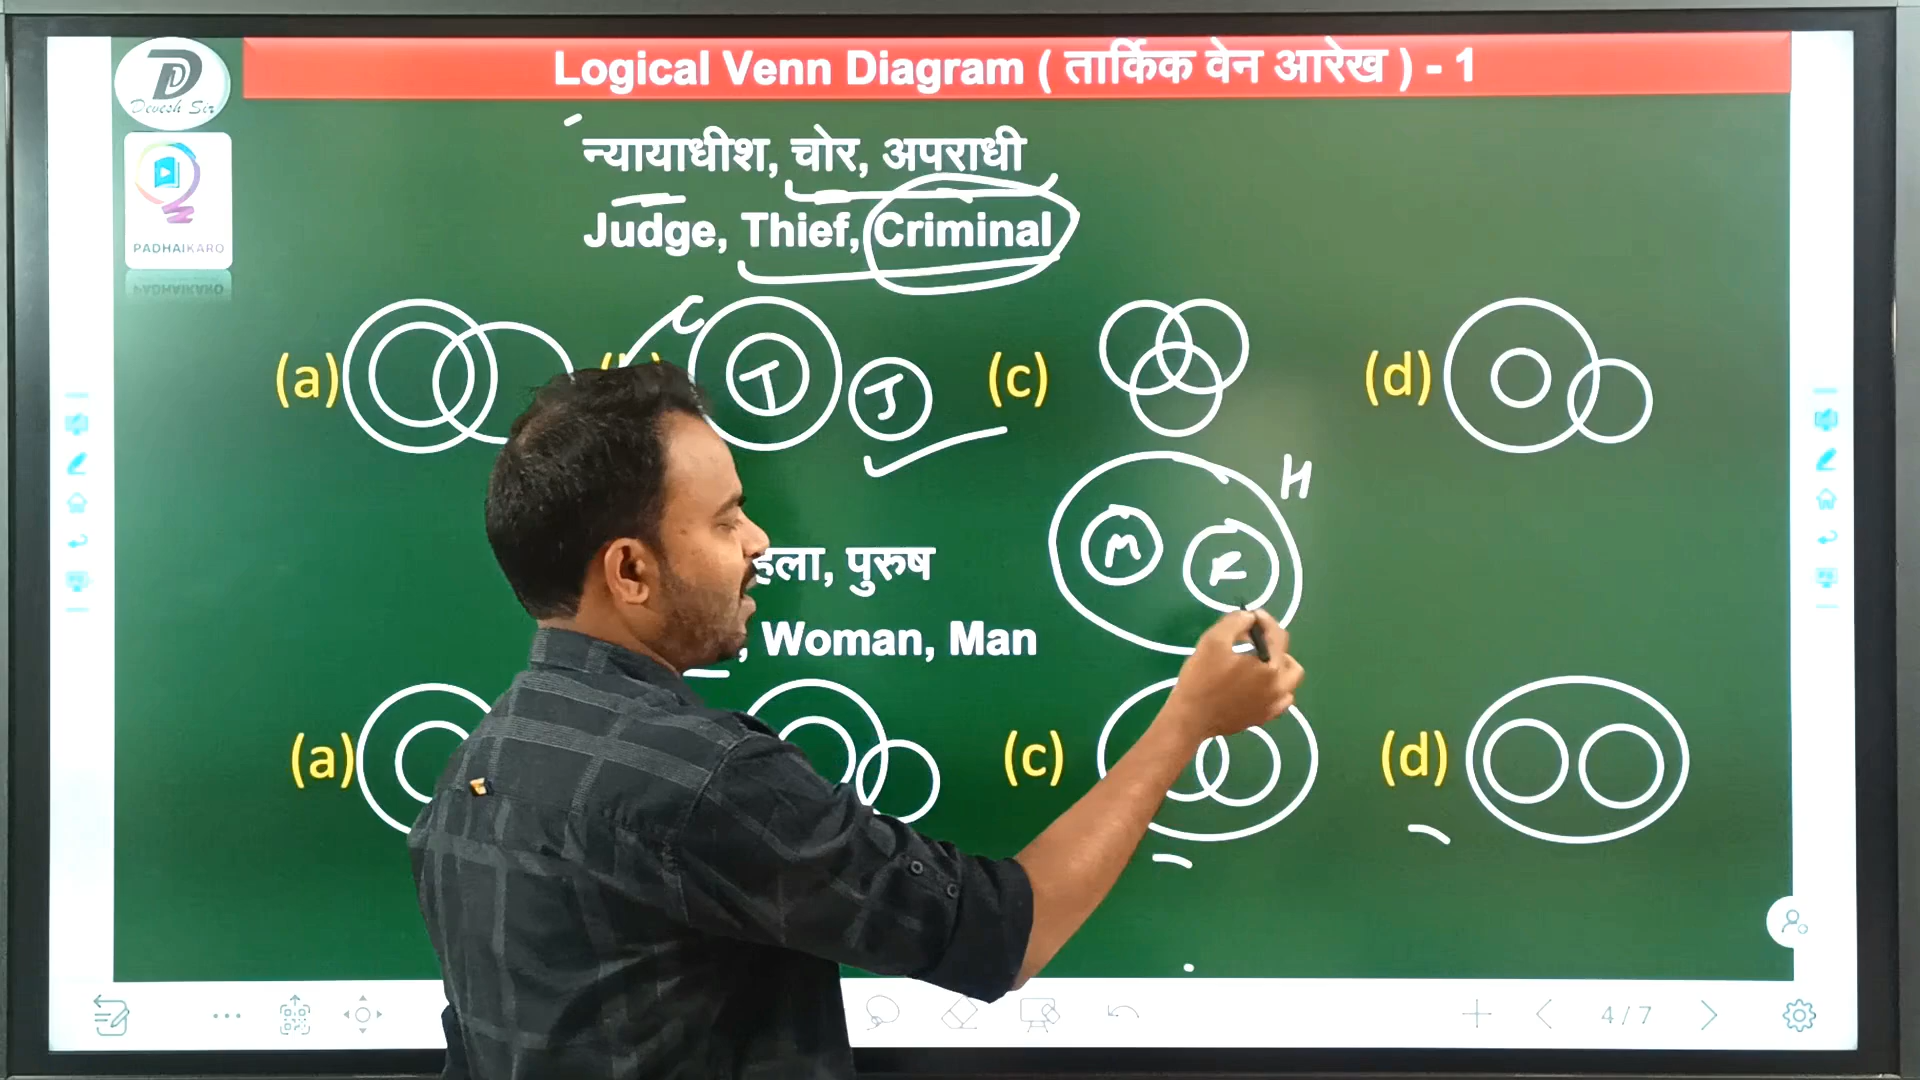 Logical Venn Diagram ( तार्किक वेन आरेख ) - 1
Devesh Sir
PADHAIKARO
न्यायाधीश, चोर, अपराधी
Judge, Thief, Criminal
(a)
C
T
J
(c)
(d)
H
M
पुरुष
, Woman, Man
(a)
(c)
(d)
4/7